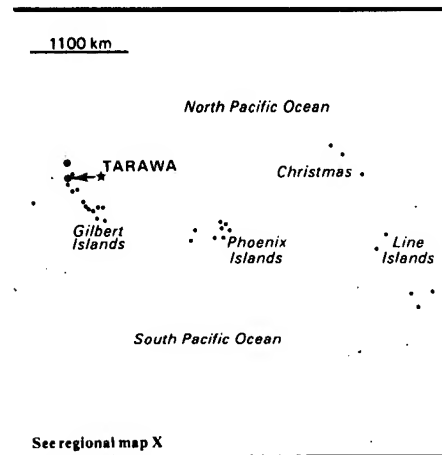 1100 km
North Pacific Ocean
TARAWA
Christmas
Gilbert
Islands
Phoenix
Islands
Line
Islands
South Pacific Ocean
See regional map X